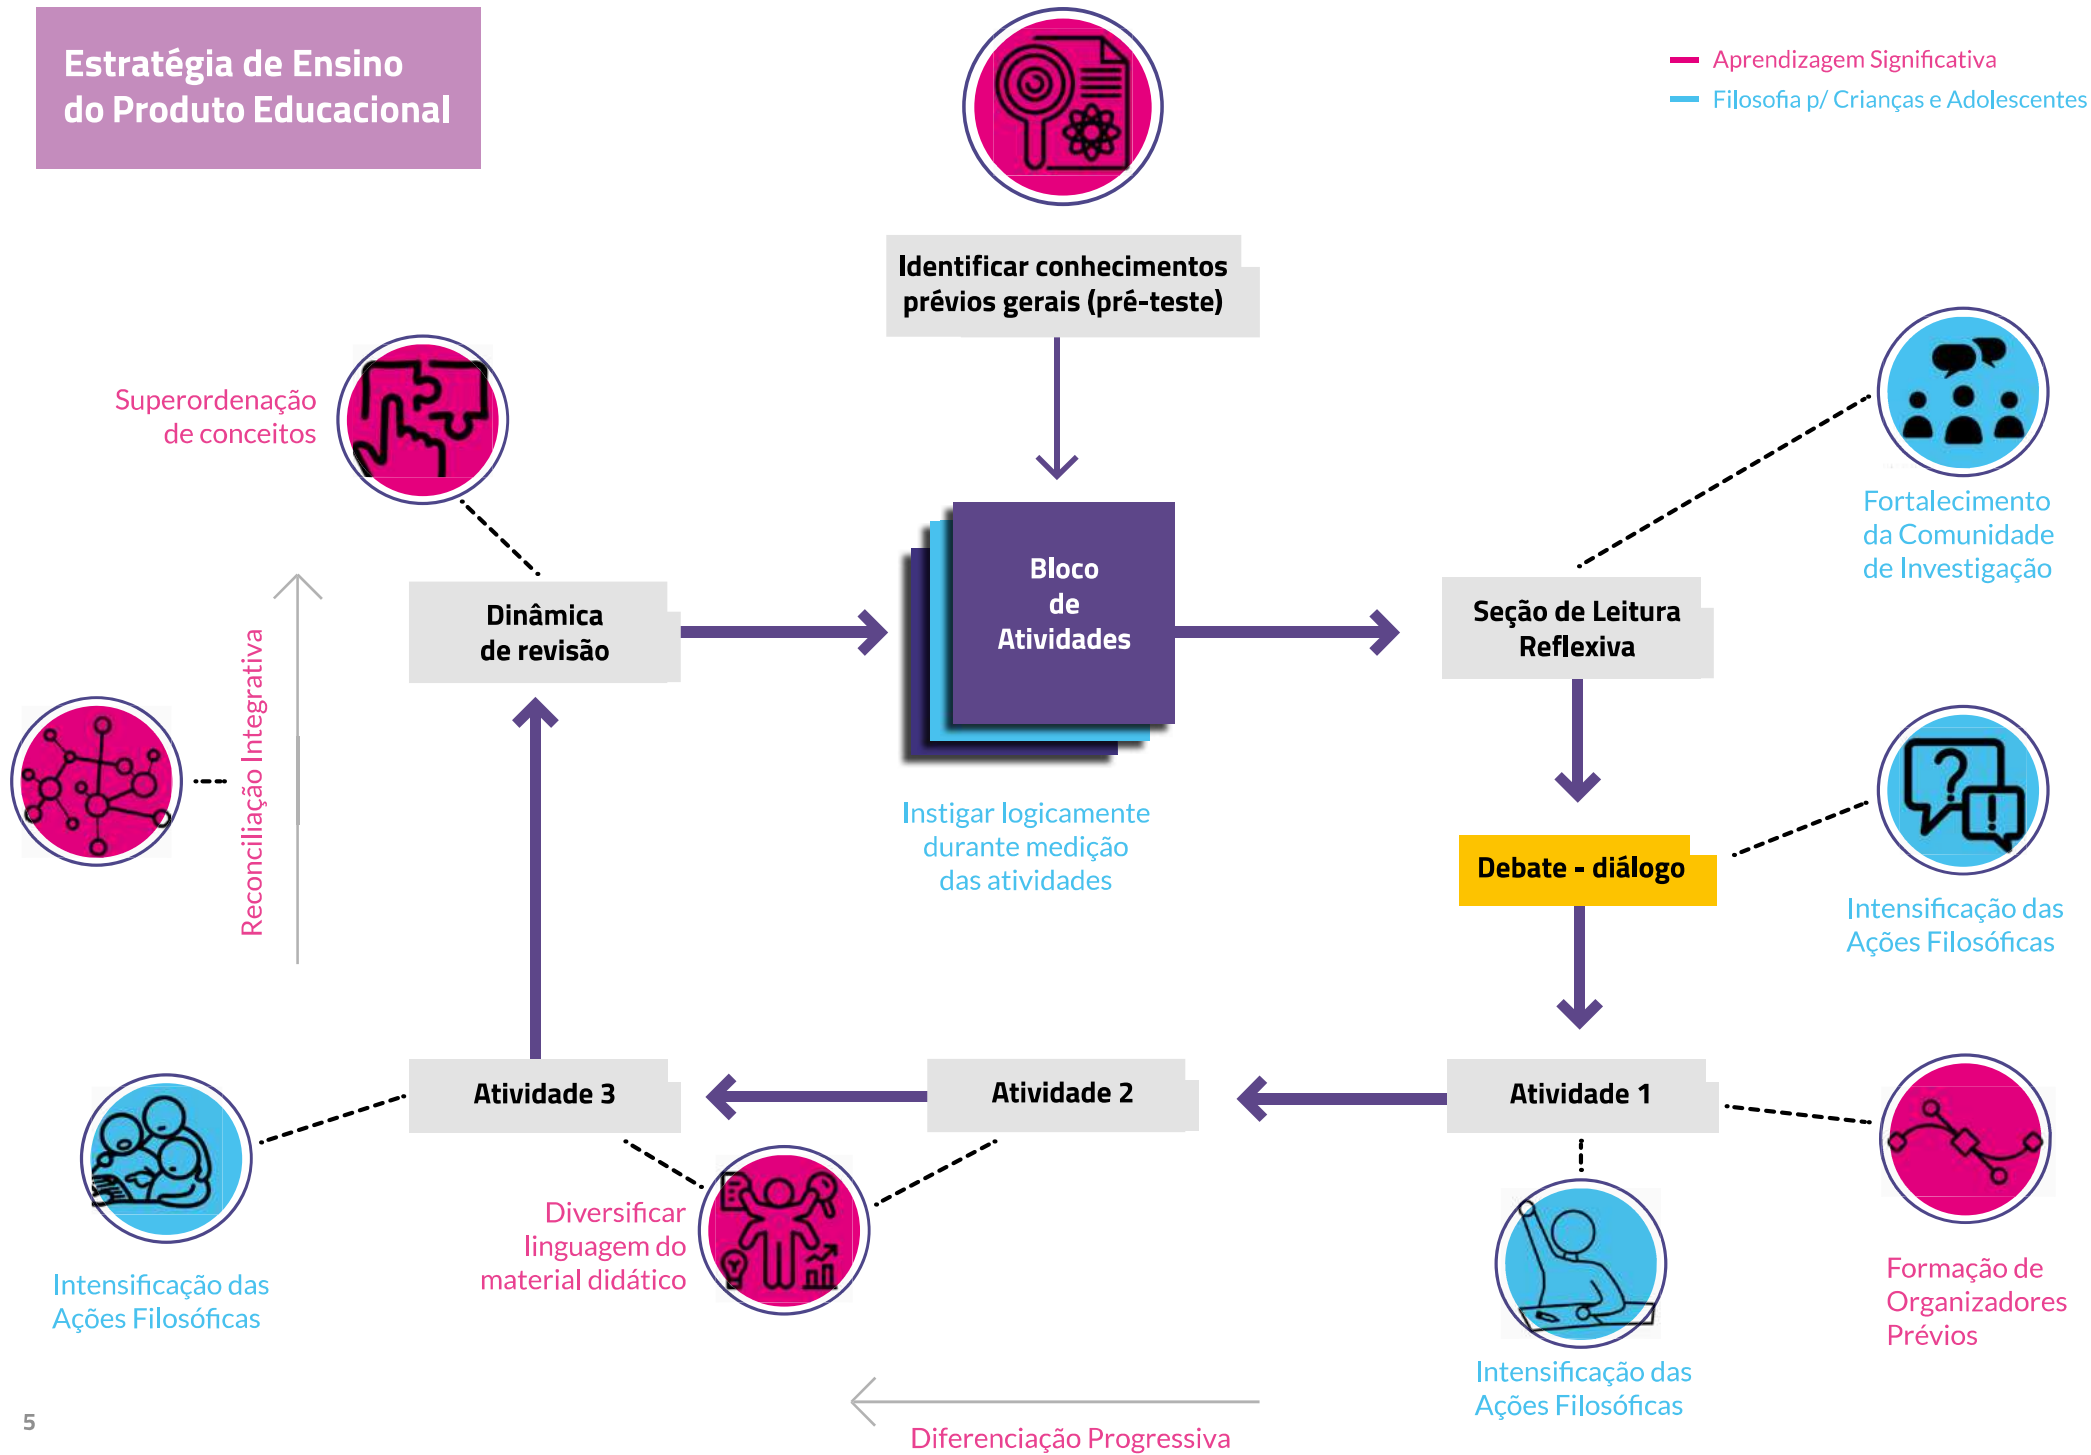 Estratégia de Ensino
do Produto Educacional
Aprendizagem Significativa
Filosofia p/ Crianças e Adolescentes
Identificar conhecimentos
prévios gerais (pré-teste)
Superordenação
de conceitos
Fortalecimento
da Comunidade
de Investigação
Bloco
de
Atividades
Dinâmica
de revisão
Seção de Leitura
Reflexiva
Reconciliação Integrativa
Instigar logicamente
durante medição
das atividades
Debate - diálogo
Intensificação das
Ações Filosóficas
Atividade 3
Atividade 2
Atividade 1
Diversificar
linguagem do
material didático
Intensificação das
Ações Filosóficas
Formação de
Organizadores
Prévios
Intensificação das
Ações Filosóficas
Diferenciação Progressiva
5